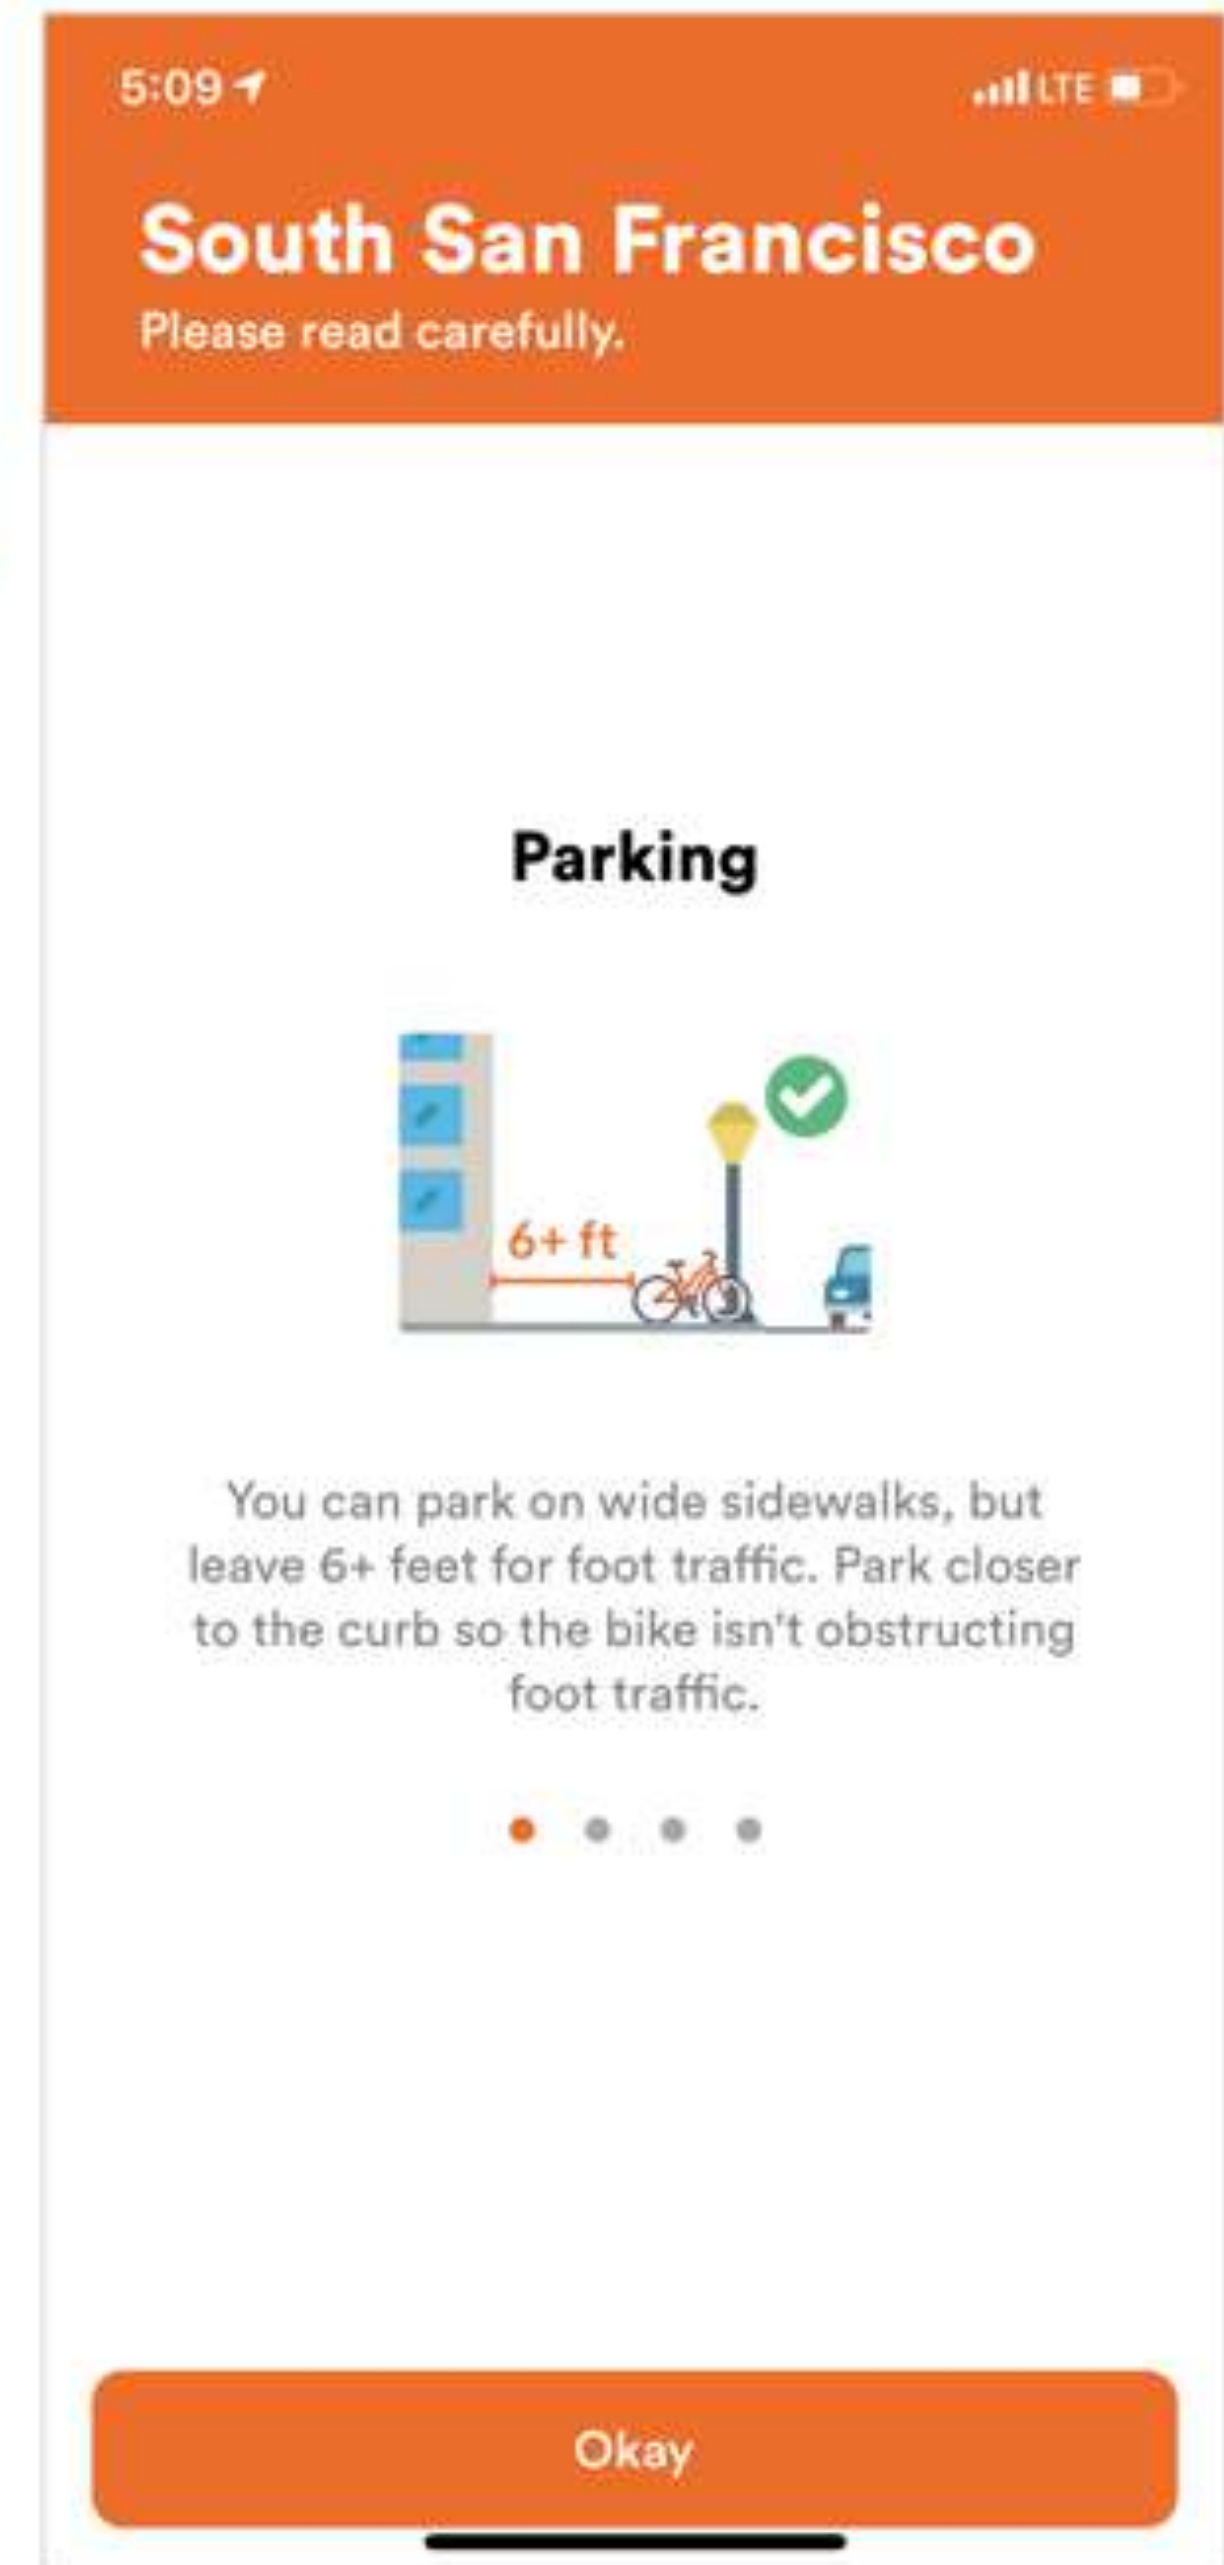 5:09
LTE
South San Francisco
Please read carefully.
Parking
6+ ft
You can park on wide sidewalks, but
leave 6+ feet for foot traffic. Park closer
to the curb so the bike isn't obstructing
foot traffic.
Okay